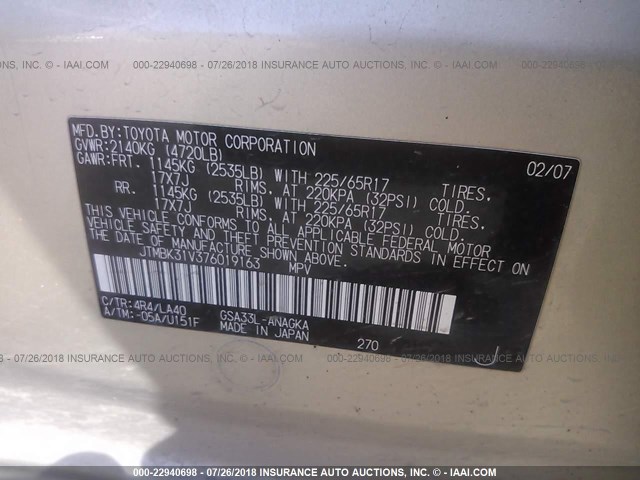 000-22940698 - 07/26/2018 INSURANCE AUTO AUCTIONS, INC. - © IAAI.COM
MFD.BY:TOYOTA MOTOR CORPORATION 02/07
GVWR:2140KG (4720LB)
GAWR:FRT. 1145KG (2535LB) WITH 225/65R17 TIRES.
17X7J RIMS. AT 220KPA (32PSI) COLD.
RR. 1145KG (2535LB) WITH 225/65R17 TIRES.
17X7J RIMS. AT 220KPA (32PSI) COLD.
THIS VEHICLE CONFORMS TO ALL APPLICABLE FEDERAL MOTOR
VEHICLE SAFETY AND THEFT PREVENTION STANDARDS IN EFFECT ON
THE DATE OF MANUFACTURE SHOWN ABOVE.
JTMBK31V376019163 MPV
C/TR:4R4/LA40 GSA33L-ANAGKA
A/TM:-05A/U151F MADE IN JAPAN 270 J
000-22940698 - 07/26/2018 INSURANCE AUTO AUCTIONS, INC. - © IAAI.COM